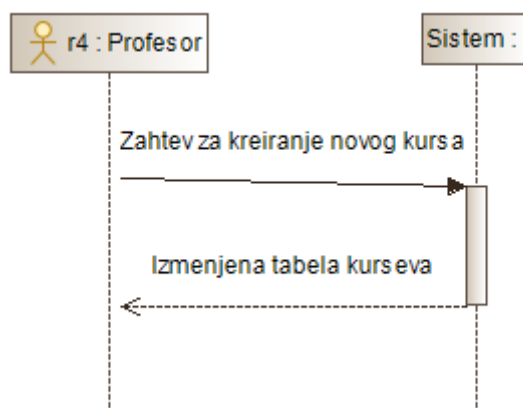 r4 : Profesor
Sistem :
Zahtev za kreiranje novog kursa
Izmenjena tabela kurseva